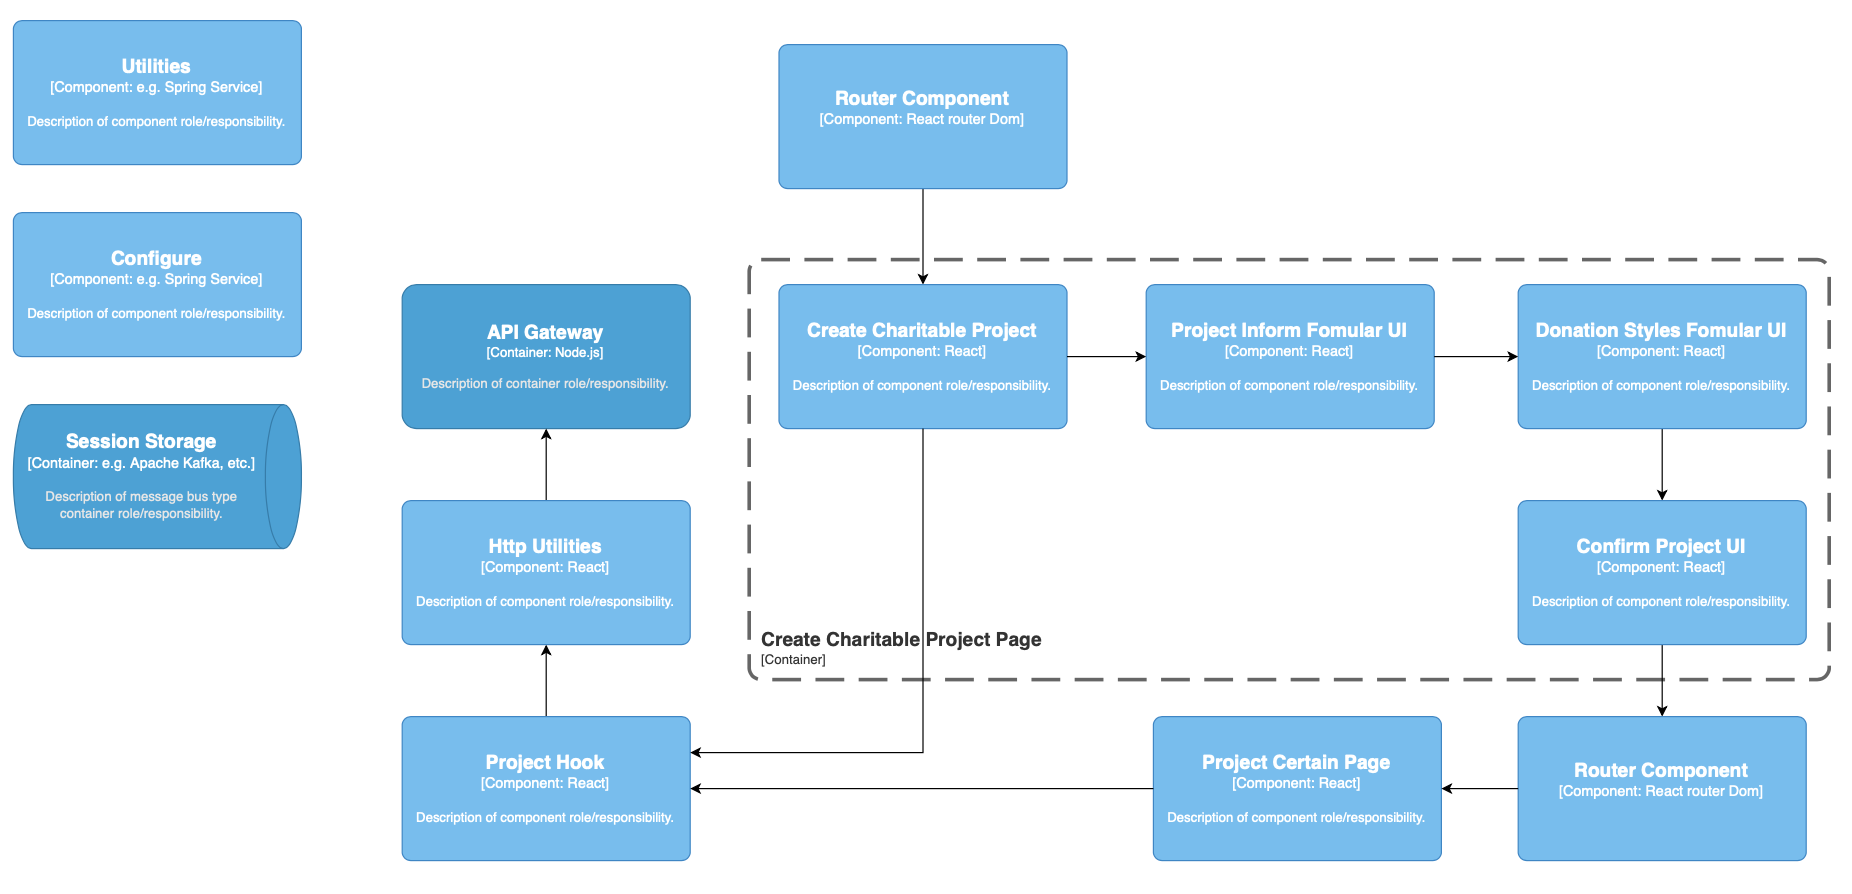 Utilities
[Component: e.g. Spring Service]
Description of component role/responsibility.
Configure
[Component: e.g. Spring Service]
Description of component role/responsibility.
Session Storage
[Container: e.g. Apache Kafka, etc.]
Description of message bus type
container role/responsibility.
Router Component
[Component: React router Dom]
API Gateway
[Container: Node.js]
Description of container role/responsibility.
Create Charitable Project
[Component: React]
Description of component role/responsibility.
Project Inform Fomular UI
[Component: React]
Description of component role/responsibility.
Donation Styles Fomular UI
[Component: React]
Description of component role/responsibility.
Http Utilities
[Component: React]
Description of component role/responsibility.
Confirm Project UI
[Component: React]
Description of component role/responsibility.
Create Charitable Project Page
[Container]
Project Hook
[Component: React]
Description of component role/responsibility.
Project Certain Page
[Component: React]
Description of component role/responsibility.
Router Component
[Component: React router Dom]